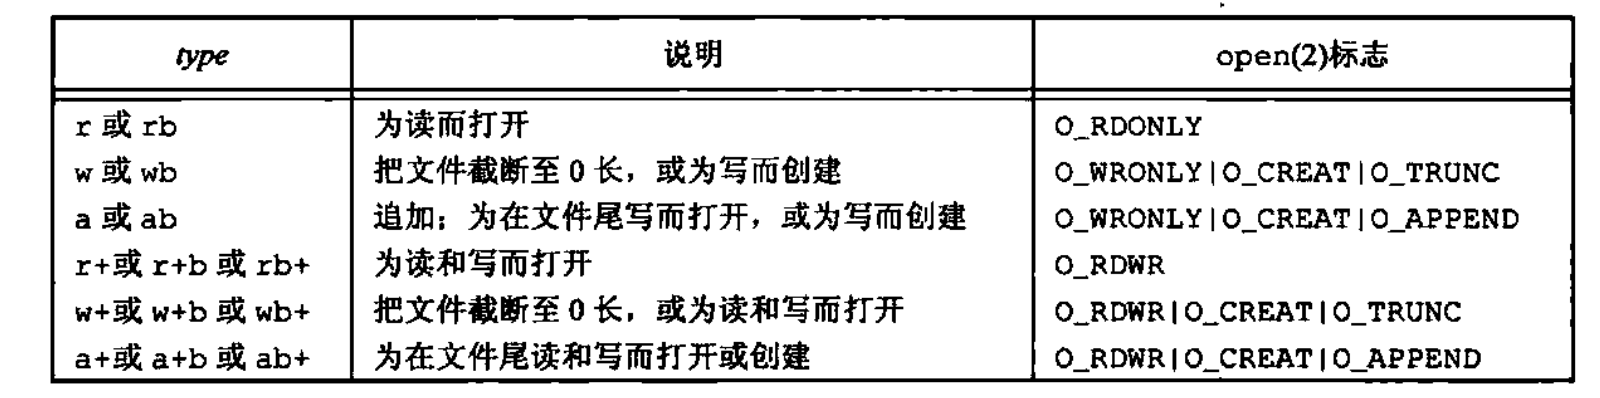 type 说明 open(2)标志
r 或 rb 为读而打开 O_RDONLY
w 或 wb 把文件截断至 0 长，或为写而创建 O_WRONLY|O_CREAT|O_TRUNC
a 或 ab 追加；为在文件尾写而打开，或为写而创建 O_WRONLY|O_CREAT|O_APPEND
r+或 r+b 或 rb+ 为读和写而打开 O_RDWR
w+或 w+b 或 wb+ 把文件截断至 0 长，或为读和写而打开 O_RDWR|O_CREAT|O_TRUNC
a+或 a+b 或 ab+ 为在文件尾读和写而打开或创建 O_RDWR|O_CREAT|O_APPEND